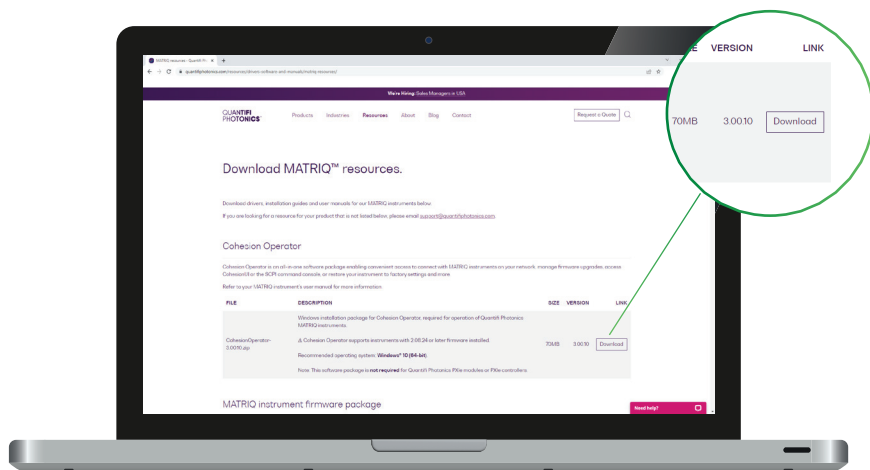 MATRIQ resources - Quantifi Ph
quantifiphotonics.com/resources/drivers-software-and-manuals/matriq-resources/
We're Hiring: Sales Managers in USA
QUANTIFI
PHOTONICS
Products Industries Resources About Blog Contact Request a Quote
Download MATRIQ™ resources.
Download drivers, installation guides and user manuals for our MATRIQ instruments below.
If you are looking for a resource for your product that is not listed below, please email support@quantifiphotonics.com
Cohesion Operator
Cohesion Operator is an all-in-one software package enabling convenient access to connect with MATRIQ instruments on your network, manage firmware upgrades, access
CohesionUI or the SCPI command console, or restore your instrument to factory settings and more.
Refer to your MATRIQ instrument's user manual for more information.
FILE DESCRIPTION SIZE VERSION LINK
Windows installation package for Cohesion Operator, required for operation of Quantifi Photonics
MATRIQ instruments.
CohesionOperator-
3.00.10.zip
⚠ Cohesion Operator supports instruments with 2.00.24 or later firmware installed.
70MB 3.00.10 Download
Recommended operating system: Windows® 10 (64-bit).
Note: This software package is not required for Quantifi Photonics PXIe modules or PXIe controllers.
MATRIQ instrument firmware package
Need help?
E VERSION LINK
70MB 3.00.10 Download